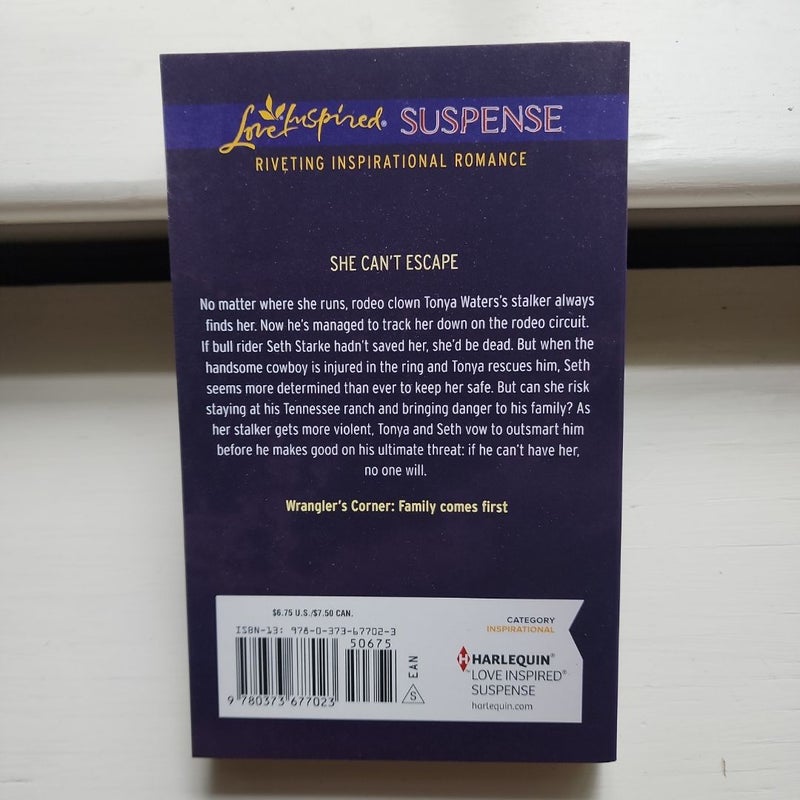 Love Inspired® SUSPENSE
RIVETING INSPIRATIONAL ROMANCE
SHE CAN'T ESCAPE
No matter where she runs, rodeo clown Tonya Waters's stalker always
finds her. Now he's managed to track her down on the rodeo circuit.
If bull rider Seth Starke hadn't saved her, she'd be dead. But when the
handsome cowboy is injured in the ring and Tonya rescues him, Seth
seems more determined than ever to keep her safe. But can she risk
staying at his Tennessee ranch and bringing danger to his family? As
her stalker gets more violent, Tonya and Seth vow to outsmart him
before he makes good on his ultimate threat: if he can't have her,
no one will.
Wrangler's Corner: Family comes first
$6.75 U.S./$7.50 CAN.
ISBN-13: 978-0-373-67702-3
50675
EAN
S
9 780373 677023
CATEGORY
INSPIRATIONAL
HARLEQUIN®
LOVE INSPIRED®
SUSPENSE
harlequin.com